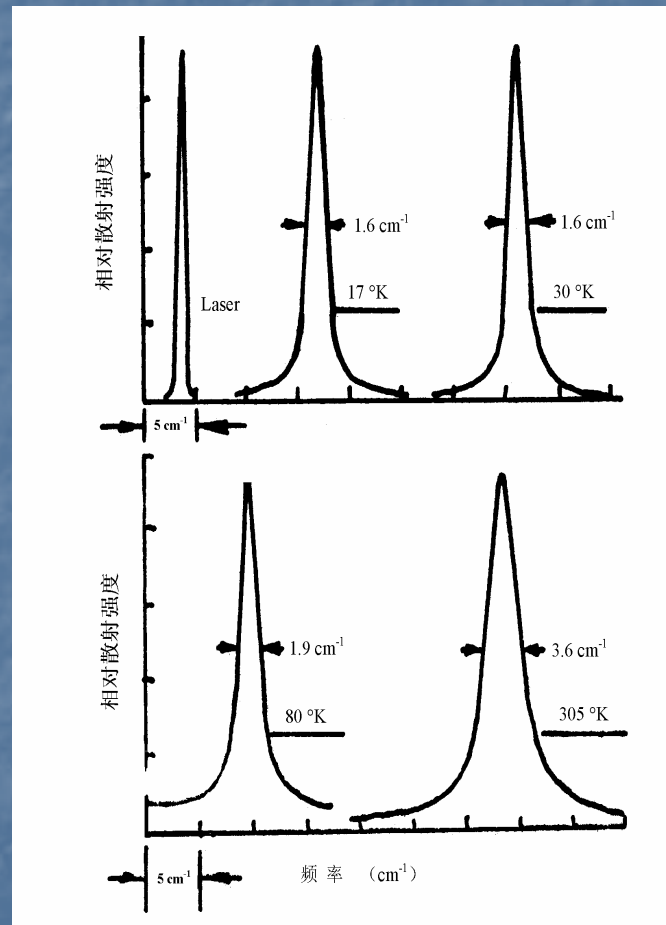 相对散射强度
Laser
1.6 cm⁻¹
17 °K
1.6 cm⁻¹
30 °K
5 cm⁻¹
相对散射强度
1.9 cm⁻¹
80 °K
3.6 cm⁻¹
305 °K
5 cm⁻¹
频 率 （cm⁻¹）